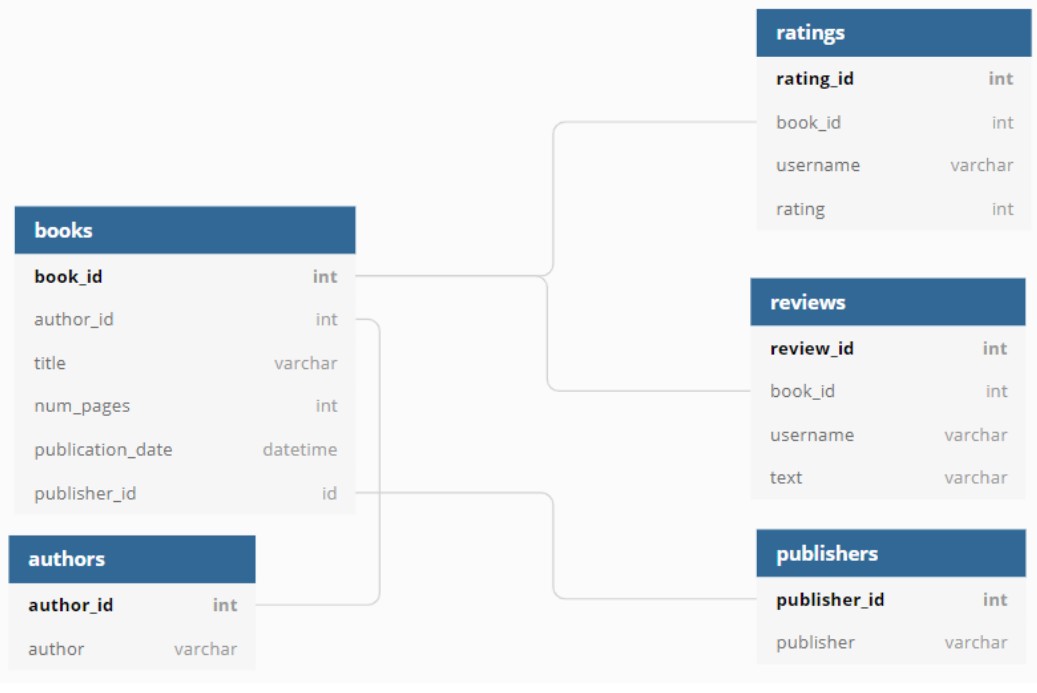 books
book_id int
author_id int
title varchar
num_pages int
publication_date datetime
publisher_id id
authors
author_id int
author varchar
ratings
rating_id int
book_id int
username varchar
rating int
reviews
review_id int
book_id int
username varchar
text varchar
publishers
publisher_id int
publisher varchar